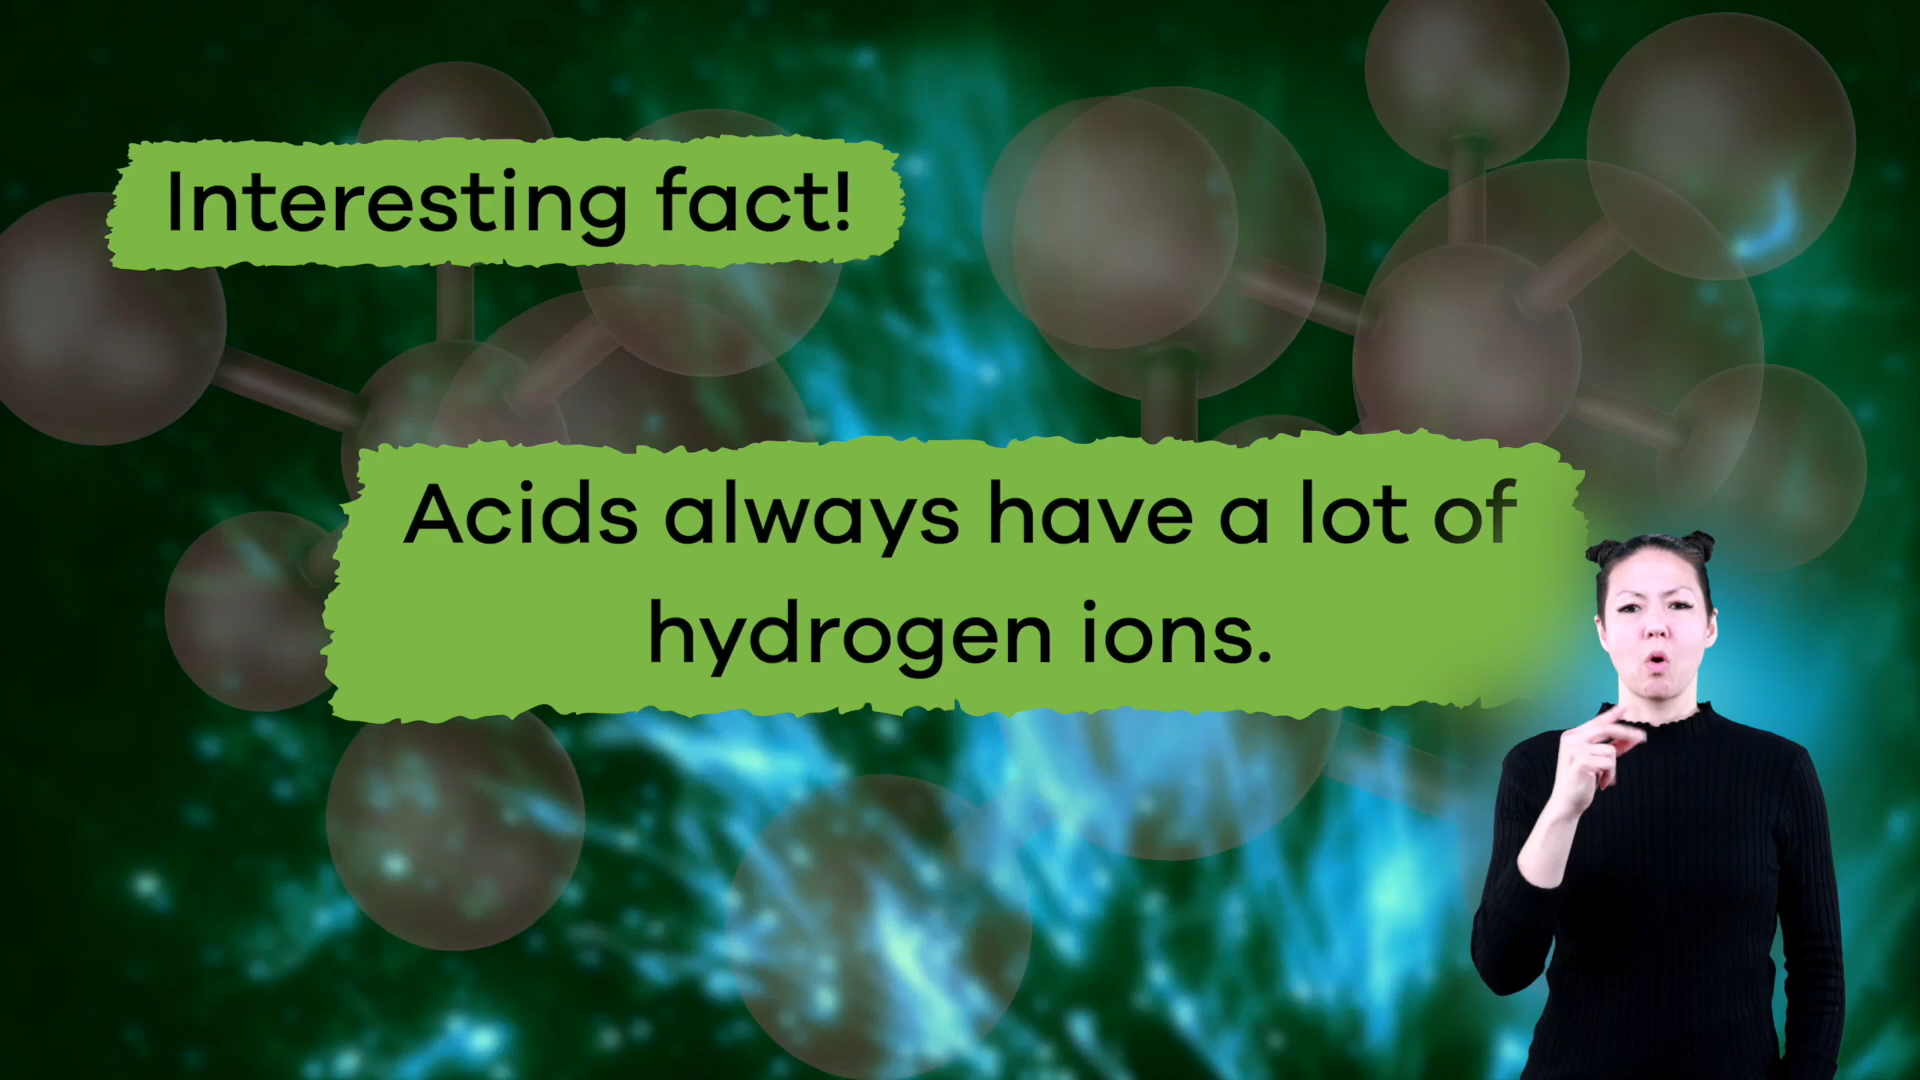 Interesting fact!
Acids always have a lot of
hydrogen ions.